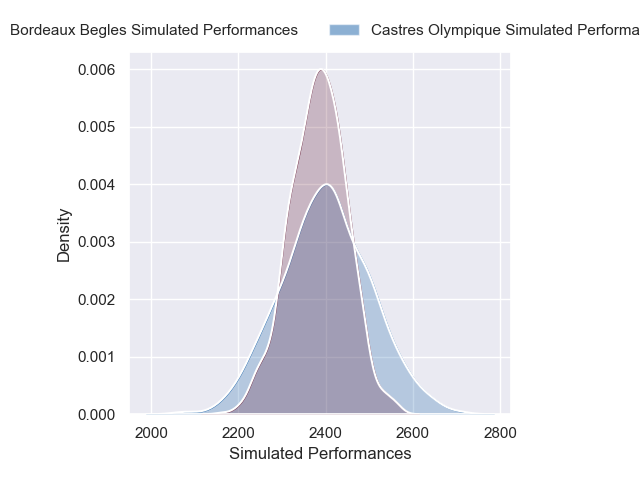 Bordeaux Begles Simulated Performances
Castres Olympique Simulated Performa
0.006
0.005
0.004
0.003
0.002
0.001
0.000
Density
2000 2200 2400 2600 2800
Simulated Performances